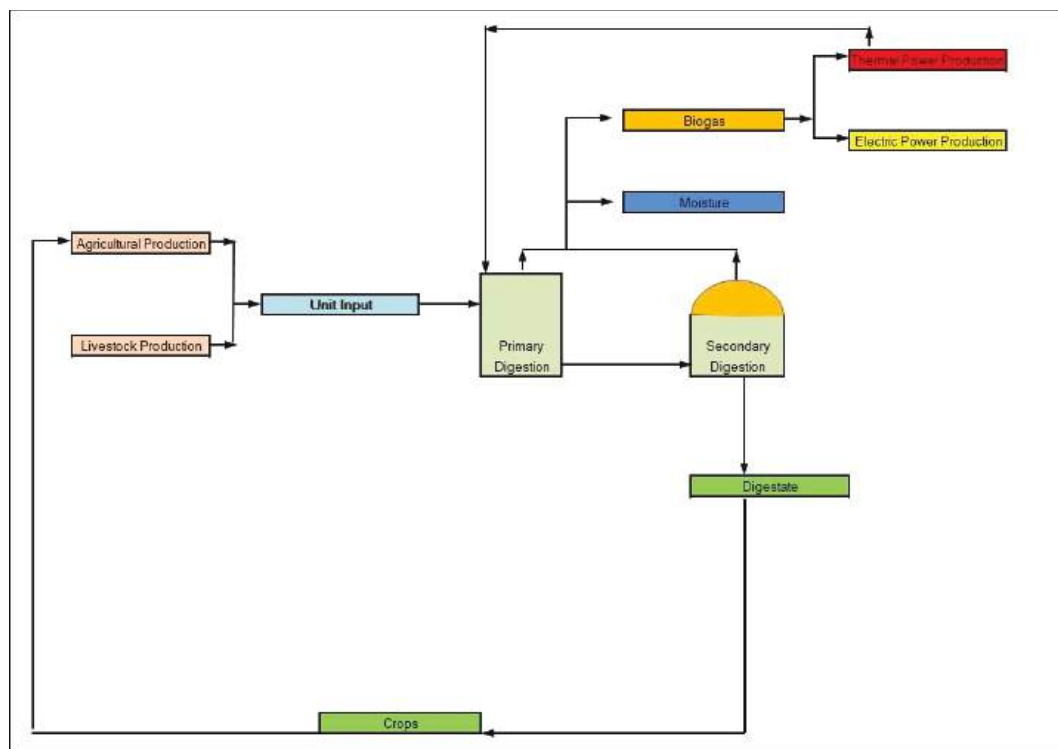 Thermal Power Production
Biogas
Electric Power Production
Moisture
Agricultural Production
Unit Input
Livestock Production
Primary
Digestion
Secondary
Digestion
Digestate
Crops